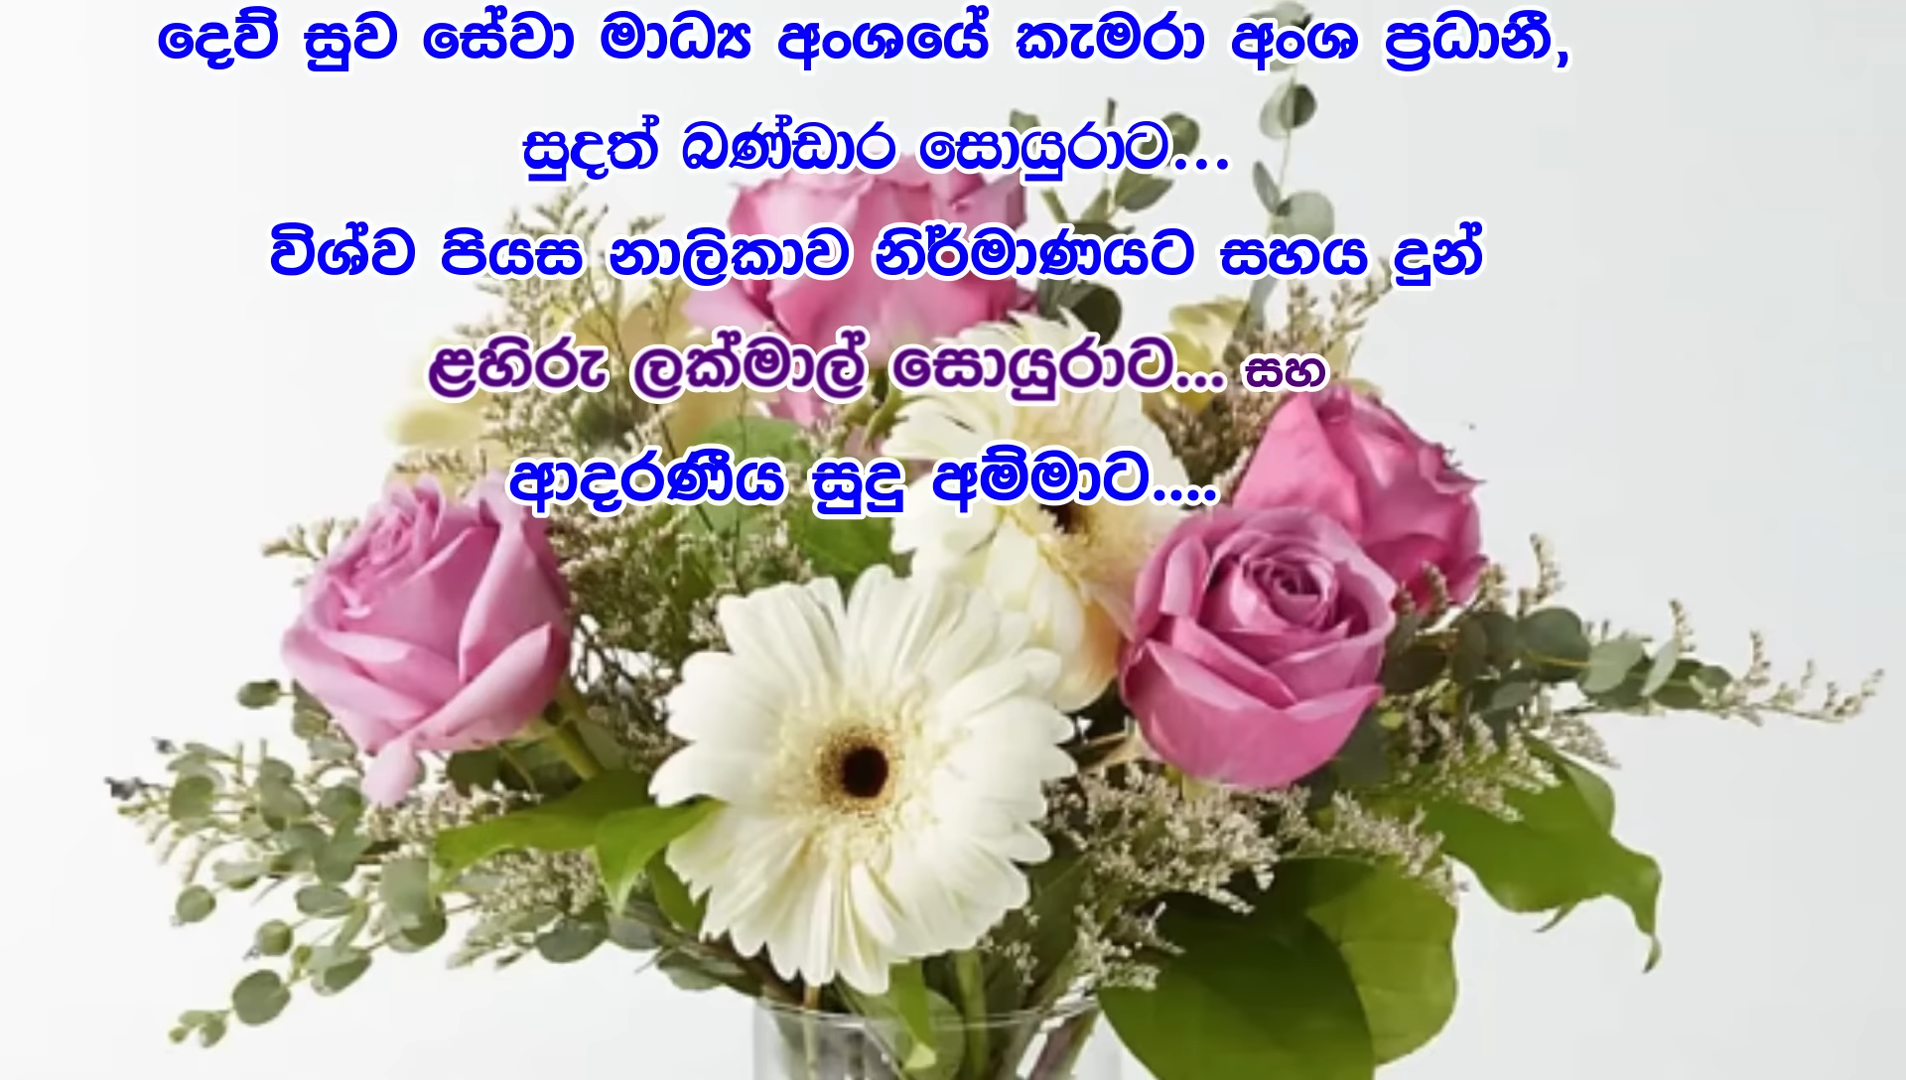 දෙව් සුව සේවා මාධ්‍ය අංශයේ කැමරා අංශ ප්‍රධානී,
සුදත් බණ්ඩාර සොයුරාට...
විශ්ව පියස නාලිකාව නිර්මාණයට සහය දුන්
ළහිරු ලක්මාල් සොයුරාට... සහ
ආදරණීය සුදු අම්මාට....